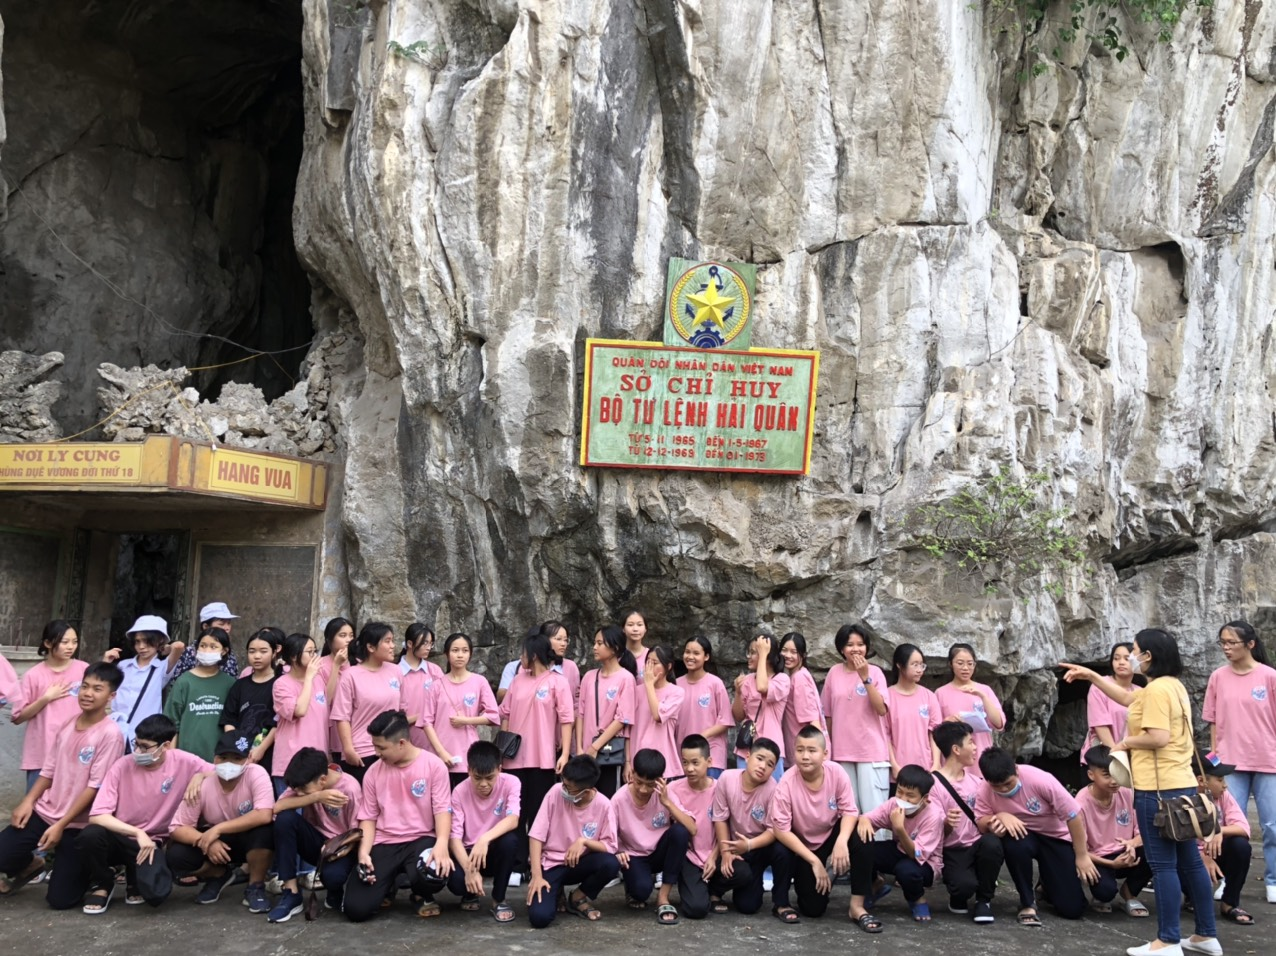 QUÂN ĐỘI NHÂN DÂN VIỆT NAM
SỞ CHỈ HUY
BỘ TƯ LỆNH HẢI QUÂN
TỪ 5-11 1965 ĐẾN 1-5-1967
TỪ 12-12-1969 ĐẾN 01-1973
NƠI LY CUNG
HÙNG QUÊ VƯƠNG ĐỜI THỨ 18
HANG VUA
Destruction